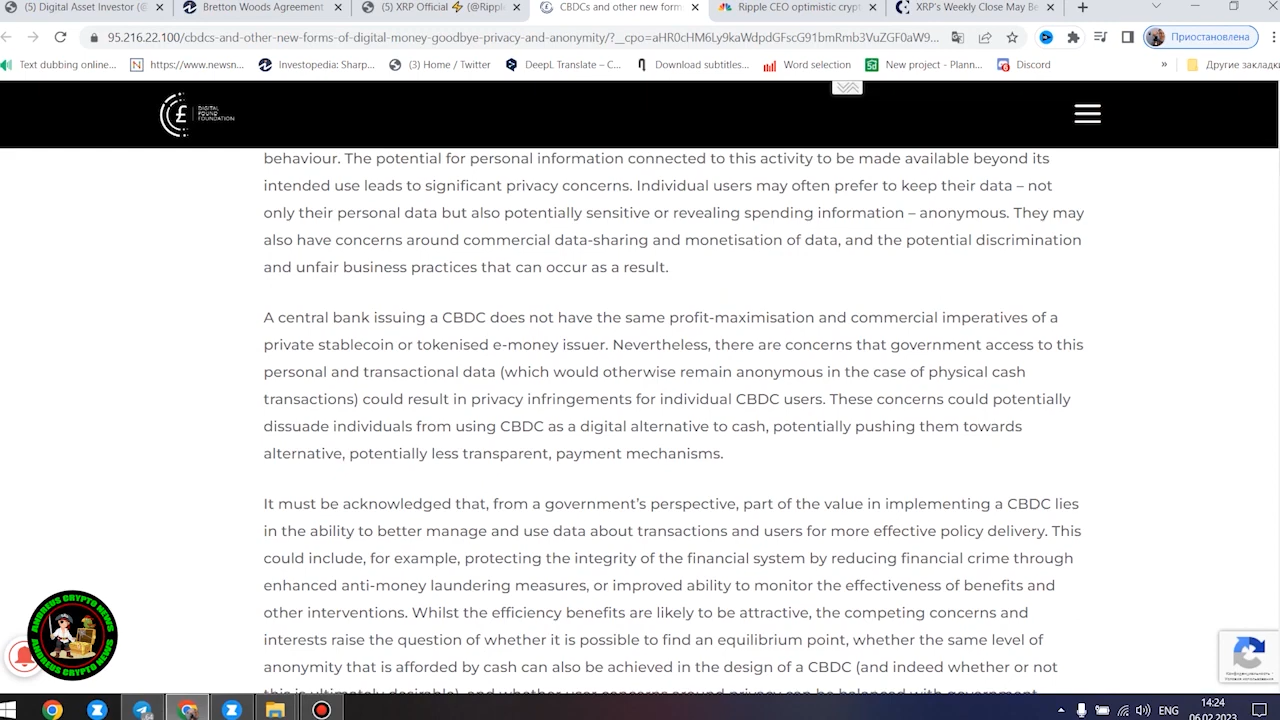 (5) Digital Asset Investor (@
Bretton Woods Agreement
(5) XRP Official ⚡ (@Rippl
CBDCs and other new form
Ripple CEO optimistic crypt
XRP's Weekly Close May Be
95.216.22.100/cbdcs-and-other-new-forms-of-digital-money-goodbye-privacy-and-anonymity/?__cpo=aHR0cHM6Ly9kaWdpdGFscG91bmRmb3VuZGF0aW9...
Приостановлена
Text dubbing online...
https://www.newsn...
Investopedia: Sharp...
(3) Home / Twitter
DeepL Translate – C...
Download subtitles...
Word selection
New project - Plann...
Discord
»
Другие закладки
DIGITAL
POUND
FOUNDATION
behaviour. The potential for personal information connected to this activity to be made available beyond its
intended use leads to significant privacy concerns. Individual users may often prefer to keep their data – not
only their personal data but also potentially sensitive or revealing spending information – anonymous. They may
also have concerns around commercial data-sharing and monetisation of data, and the potential discrimination
and unfair business practices that can occur as a result.
A central bank issuing a CBDC does not have the same profit-maximisation and commercial imperatives of a
private stablecoin or tokenised e-money issuer. Nevertheless, there are concerns that government access to this
personal and transactional data (which would otherwise remain anonymous in the case of physical cash
transactions) could result in privacy infringements for individual CBDC users. These concerns could potentially
dissuade individuals from using CBDC as a digital alternative to cash, potentially pushing them towards
alternative, potentially less transparent, payment mechanisms.
It must be acknowledged that, from a government's perspective, part of the value in implementing a CBDC lies
in the ability to better manage and use data about transactions and users for more effective policy delivery. This
could include, for example, protecting the integrity of the financial system by reducing financial crime through
enhanced anti-money laundering measures, or improved ability to monitor the effectiveness of benefits and
other interventions. Whilst the efficiency benefits are likely to be attractive, the competing concerns and
interests raise the question of whether it is possible to find an equilibrium point, whether the same level of
anonymity that is afforded by cash can also be achieved in the design of a CBDC (and indeed whether or not
ANDREUS CRYPTO NEWS
ANDREUS CRYPTO NEWS
Конфиденциальность -
Условия использования
ENG
14:24
06.02.2023